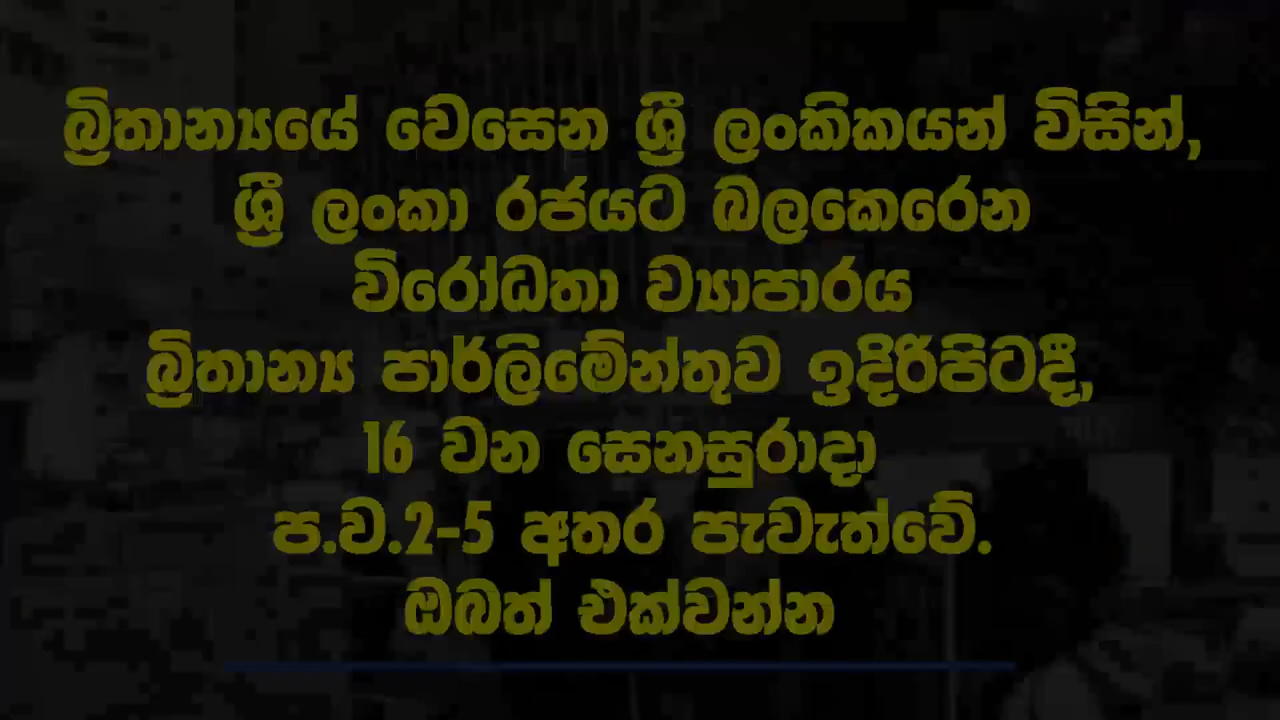 බ්‍රිතාන්‍යයේ වෙසෙන ශ්‍රී ලංකිකයන් විසින්,
ශ්‍රී ලංකා රජයට බලකෙරෙන
විරෝධතා ව්‍යාපාරය
බ්‍රිතාන්‍ය පාර්ලිමේන්තුව ඉදිරිපිටදී,
16 වන සෙනසුරාදා
ප.ව.2-5 අතර පැවැත්වේ.
ඔබත් එක්වන්න